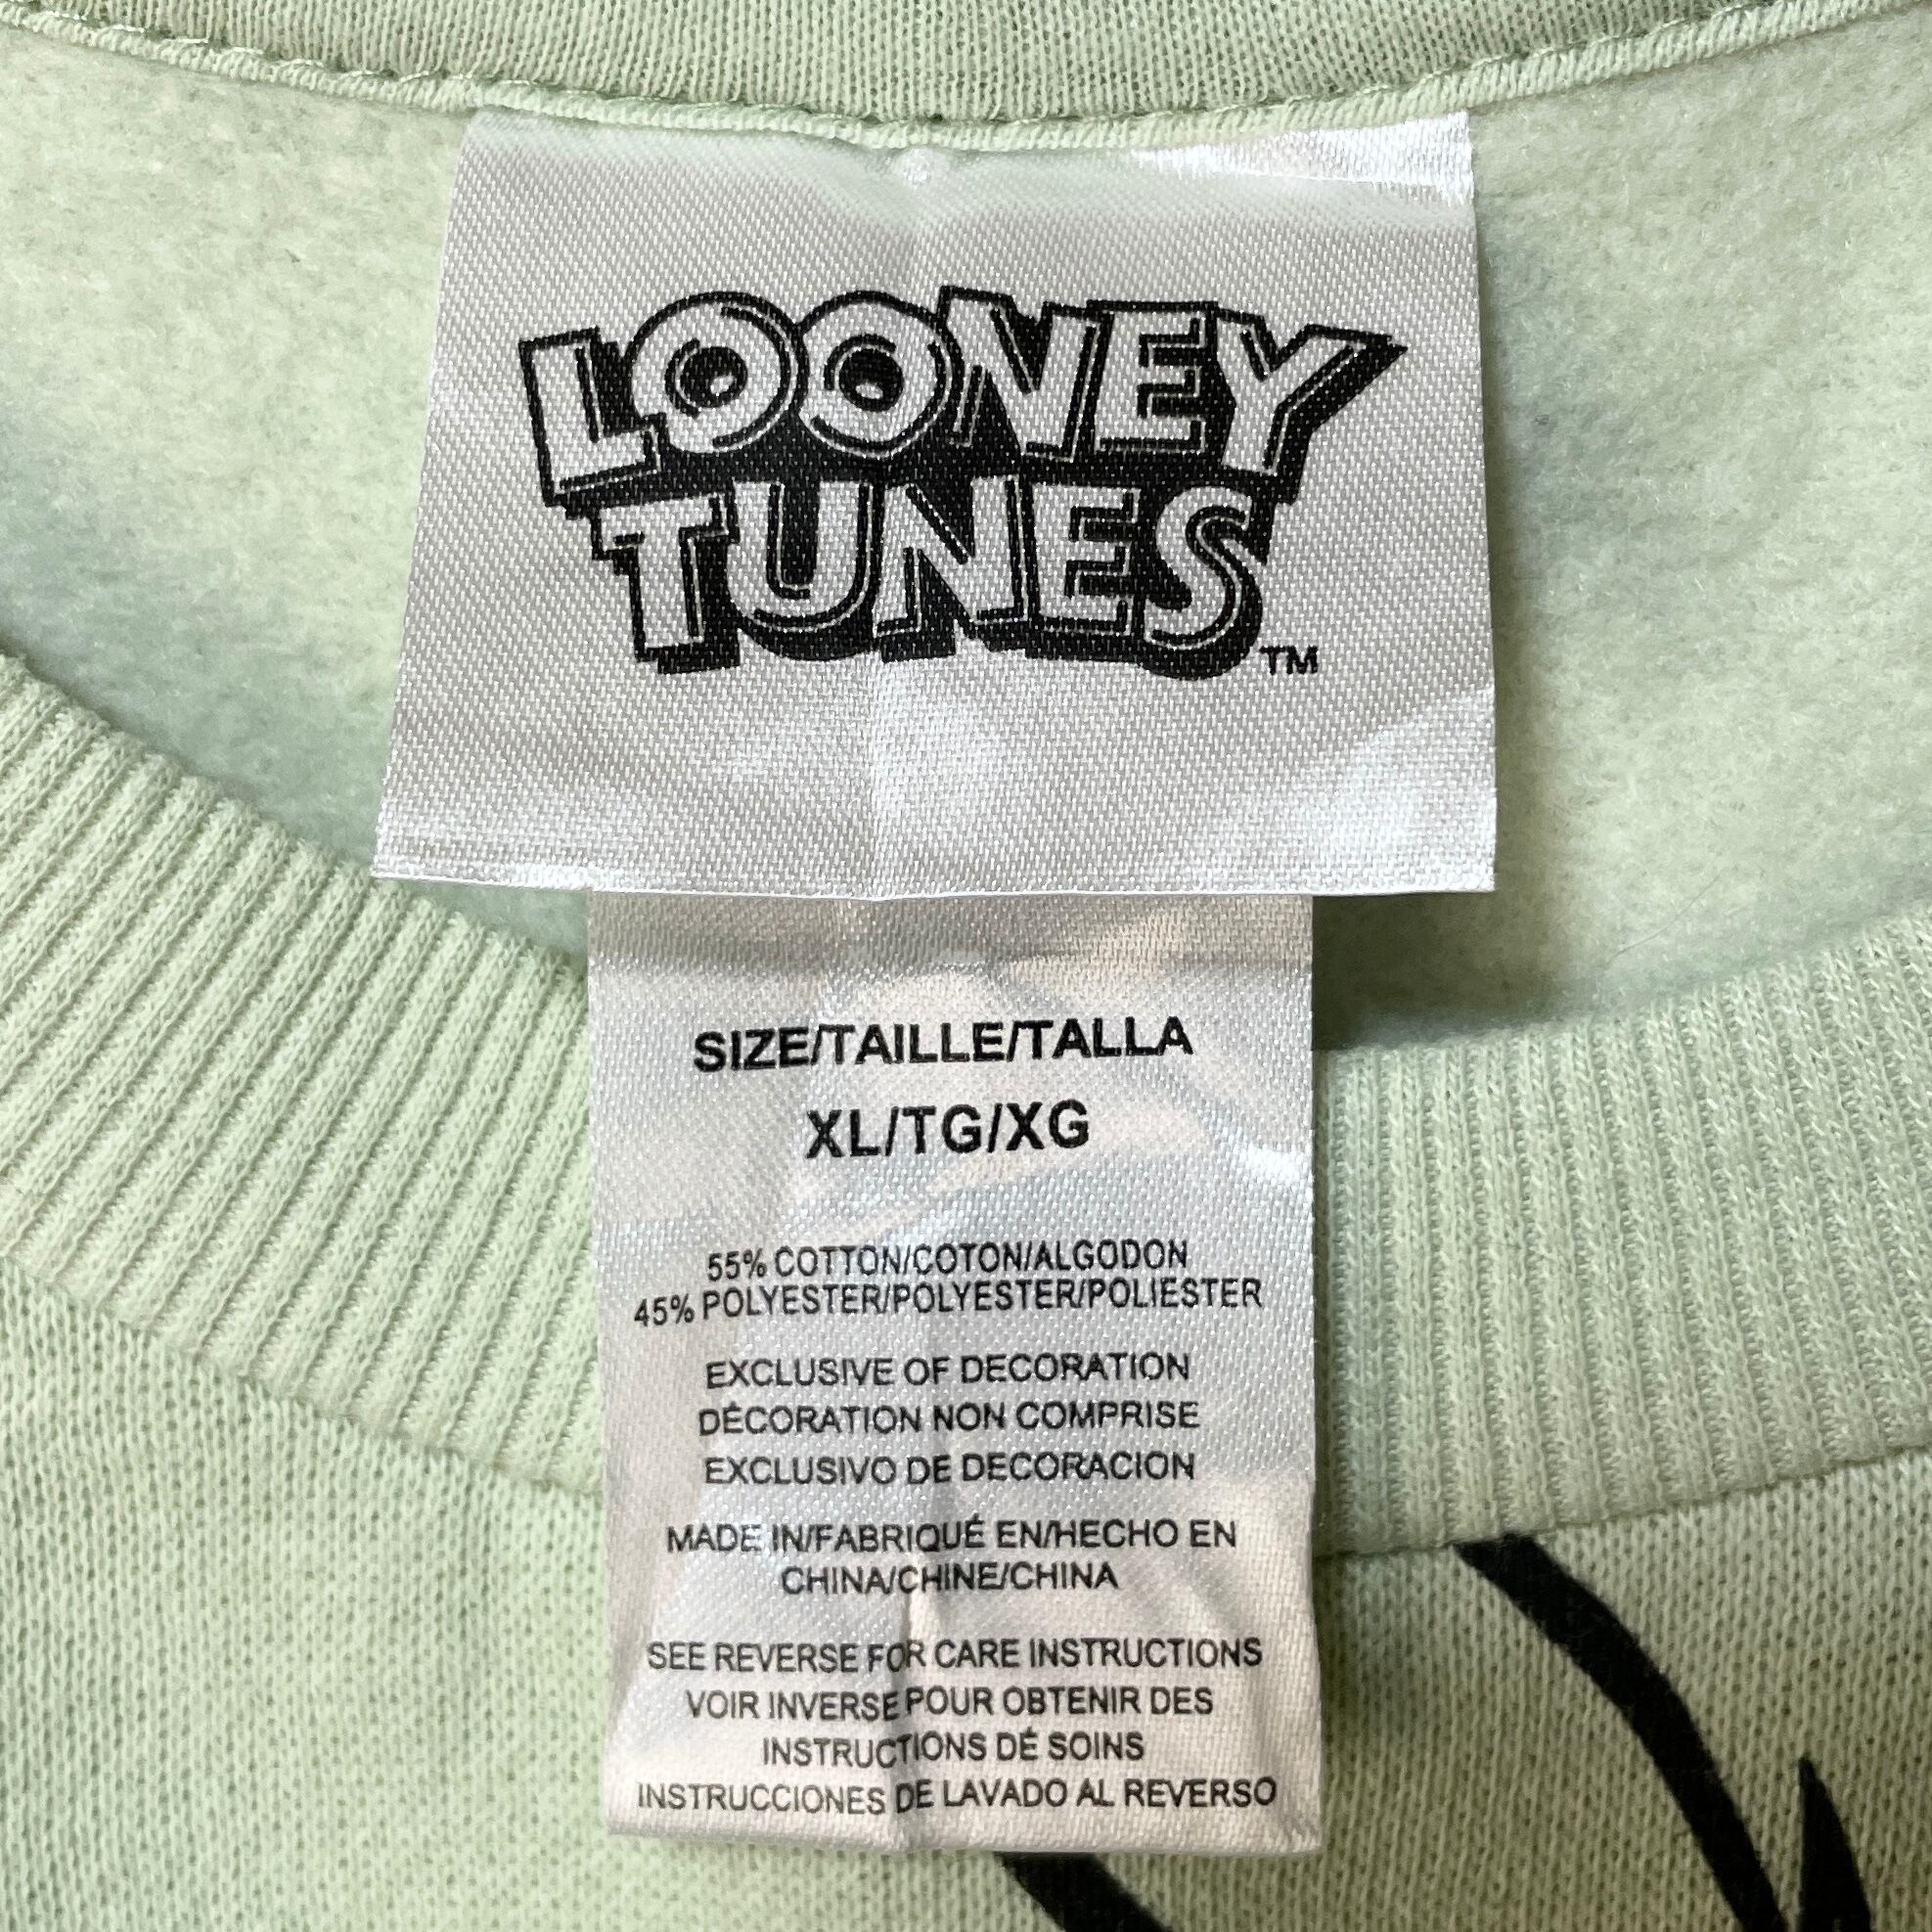 LOONEY
TUNES TM
SIZE/TAILLE/TALLA
XL/TG/XG
55% COTTON/COTON/ALGODON
45% POLYESTER/POLYESTER/POLIESTER
EXCLUSIVE OF DECORATION
DÉCORATION NON COMPRISE
EXCLUSIVO DE DECORACION
MADE IN/FABRIQUÉ EN/HECHO EN
CHINA/CHINE/CHINA
SEE REVERSE FOR CARE INSTRUCTIONS
VOIR INVERSE POUR OBTENIR DES
INSTRUCTIONS DÉ SOINS
INSTRUCCIONES DE LAVADO AL REVERSO